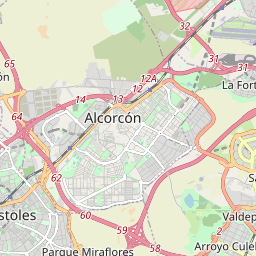 32
31
31
65
La Fort
ón
12A
12
14
13
64
Alcorcón
62
Sa
60
stoles
Valdep
59
58
Arroyo Cule
Parque Miraflores